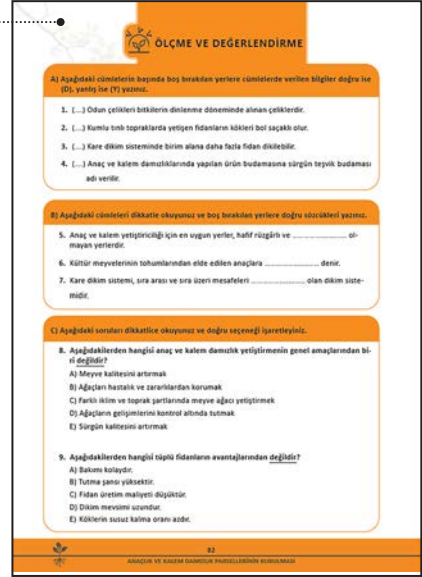 ÖLÇME VE DEĞERLENDİRME
A) Aşağıdaki cümlelerin başında boş bırakılan yerlere cümlelerde verilen bilgiler doğru ise
(D), yanlış ise (Y) yazınız.
1. (....) Odun çelikleri bitkilerin dinlenme döneminde alınan çeliklerdir.
2. (....) Kumlu tınlı topraklarda yetişen fidanların kökleri bol saçaklı olur.
3. (....) Kare dikim sisteminde birim alana daha fazla fidan dikilebilir.
4. (....) Anaç ve kalem damızlıklarında yapılan ürün budamasına sürgün teşvik budaması
adı verilir.
B) Aşağıdaki cümleleri dikkatle okuyunuz ve boş bırakılan yerlere doğru sözcükleri yazınız.
5. Anaç ve kalem yetiştiriciliği için en uygun yerler, hafif rüzgârlı ve ........................ ol-
mayan yerlerdir.
6. Kültür meyvelerinin tohumlarından elde edilen anaçlara ........................ denir.
7. Kare dikim sistemi, sıra arası ve sıra üzeri mesafeleri ........................ olan dikim siste-
midir.
C) Aşağıdaki soruları dikkatlice okuyunuz ve doğru seçeneği işaretleyiniz.
8. Aşağıdakilerden hangisi anaç ve kalem damızlık yetiştirmenin genel amaçlarından bi-
ri değildir?
A) Meyve kalitesini artırmak
B) Ağaçları hastalık ve zararlılardan korumak
C) Farklı iklim ve toprak şartlarında meyve ağacı yetiştirmek
D) Ağaçların gelişimlerini kontrol altında tutmak
E) Sürgün kalitesini artırmak
9. Aşağıdakilerden hangisi tüplü fidanların avantajlarından değildir?
A) Bakımı kolaydır.
B) Tutma şansı yüksektir.
C) Fidan üretim maliyeti düşüktür.
D) Dikim mevsimi uzundur.
E) Köklerin susuz kalma oranı azdır.
82
ANAÇLIK VE KALEM DAMIZLIK PARSELLERİNİN KURULMASI